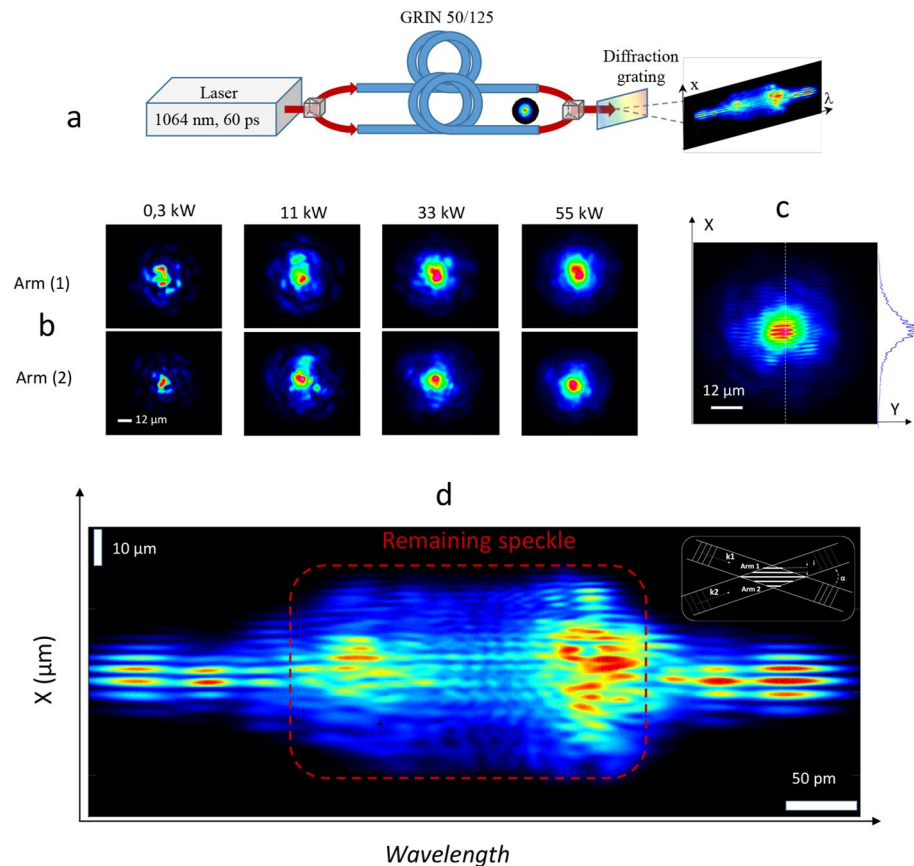 GRIN 50/125
Diffraction
grating
x
λ
Laser
1064 nm, 60 ps
a
0,3 kW
11 kW
33 kW
55 kW
c
X
Arm (1)
b
Arm (2)
12 µm
12 µm
Y
d
10 µm
Remaining speckle
k1
Arm 1
i
α
k2
Arm 2
X (µm)
50 pm
Wavelength